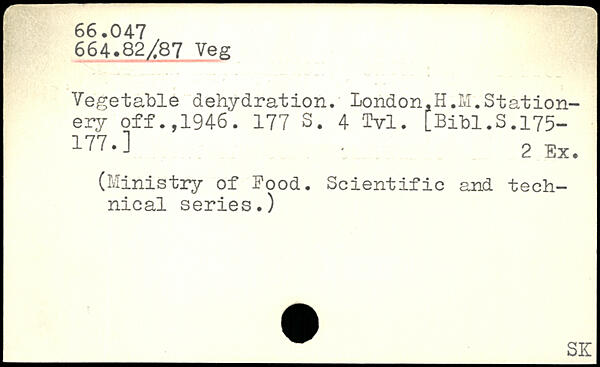 66.047
664.82/.87 Veg
Vegetable dehydration. London,H.M.Station-
ery off.,1946. 177 S. 4 Tvl. [Bibl.S.175-
177.]
2 Ex.
(Ministry of Food. Scientific and tech-
nical series.)
SK